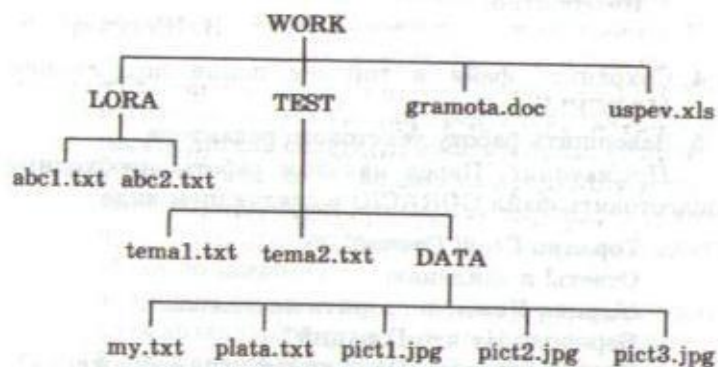 WORK
LORA TEST gramota.doc uspev.xls
abc1.txt abc2.txt
tema1.txt tema2.txt DATA
my.txt plata.txt pict1.jpg pict2.jpg pict3.jpg